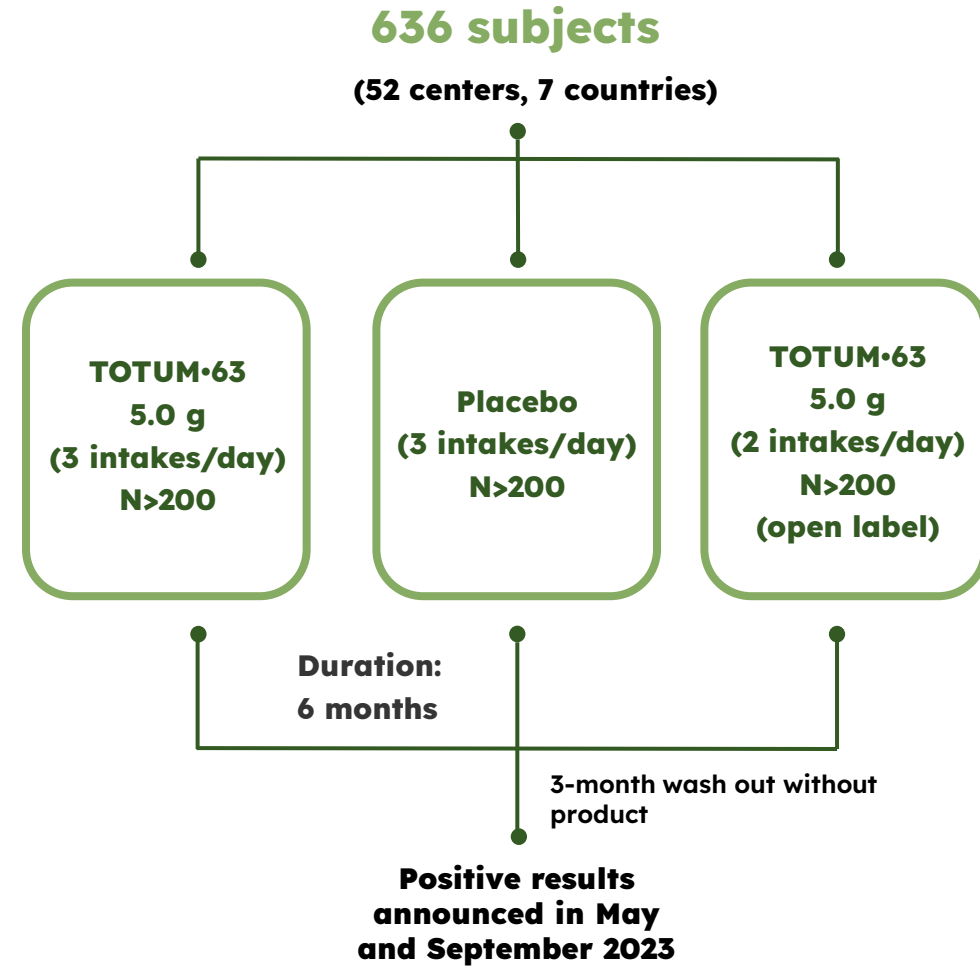 636 subjects
(52 centers, 7 countries)
TOTUM•63
5.0 g
(3 intakes/day)
N>200
Placebo
(3 intakes/day)
N>200
TOTUM•63
5.0 g
(2 intakes/day)
N>200
(open label)
Duration:
6 months
3-month wash out without
product
Positive results
announced in May
and September 2023